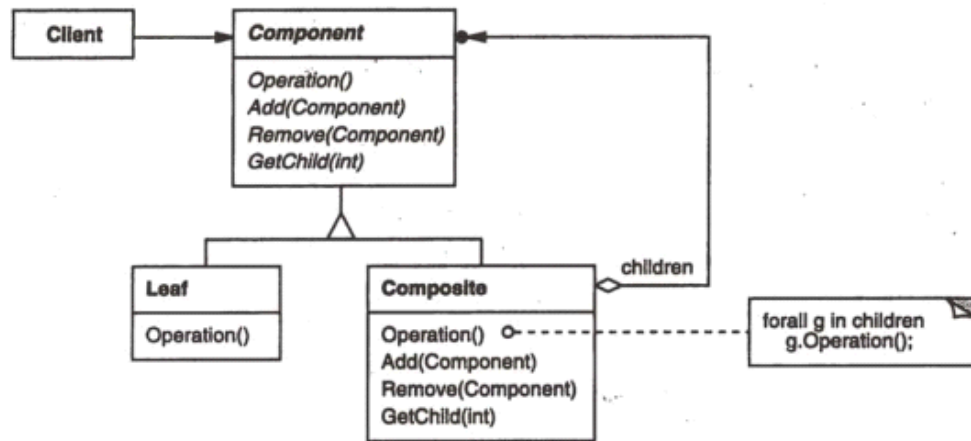 Client
Component
Operation()
Add(Component)
Remove(Component)
GetChild(int)
Leaf
Operation()
Composite
Operation()
Add(Component)
Remove(Component)
GetChild(int)
children
forall g in children
g.Operation();